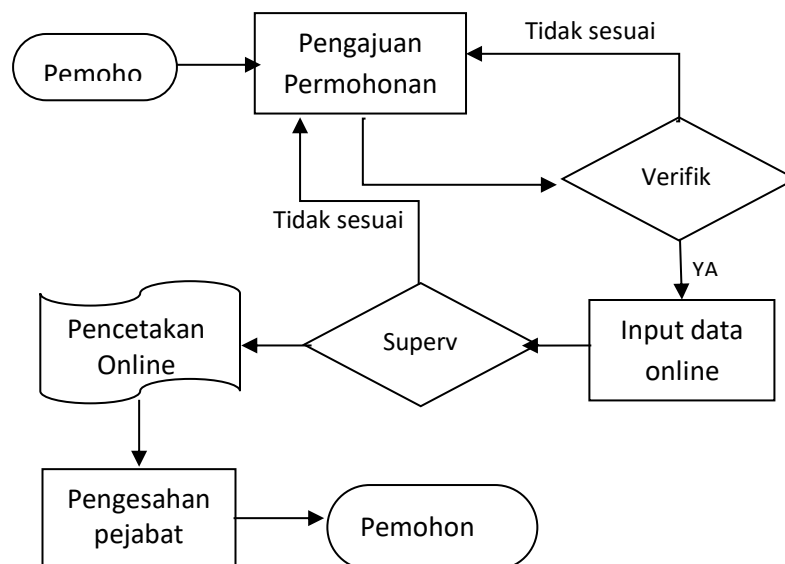 Pemoho
Pengajuan
Permohonan
Tidak sesuai
Verifik
Tidak sesuai
YA
Pencetakan
Online
Superv
Input data
online
Pengesahan
pejabat
Pemohon